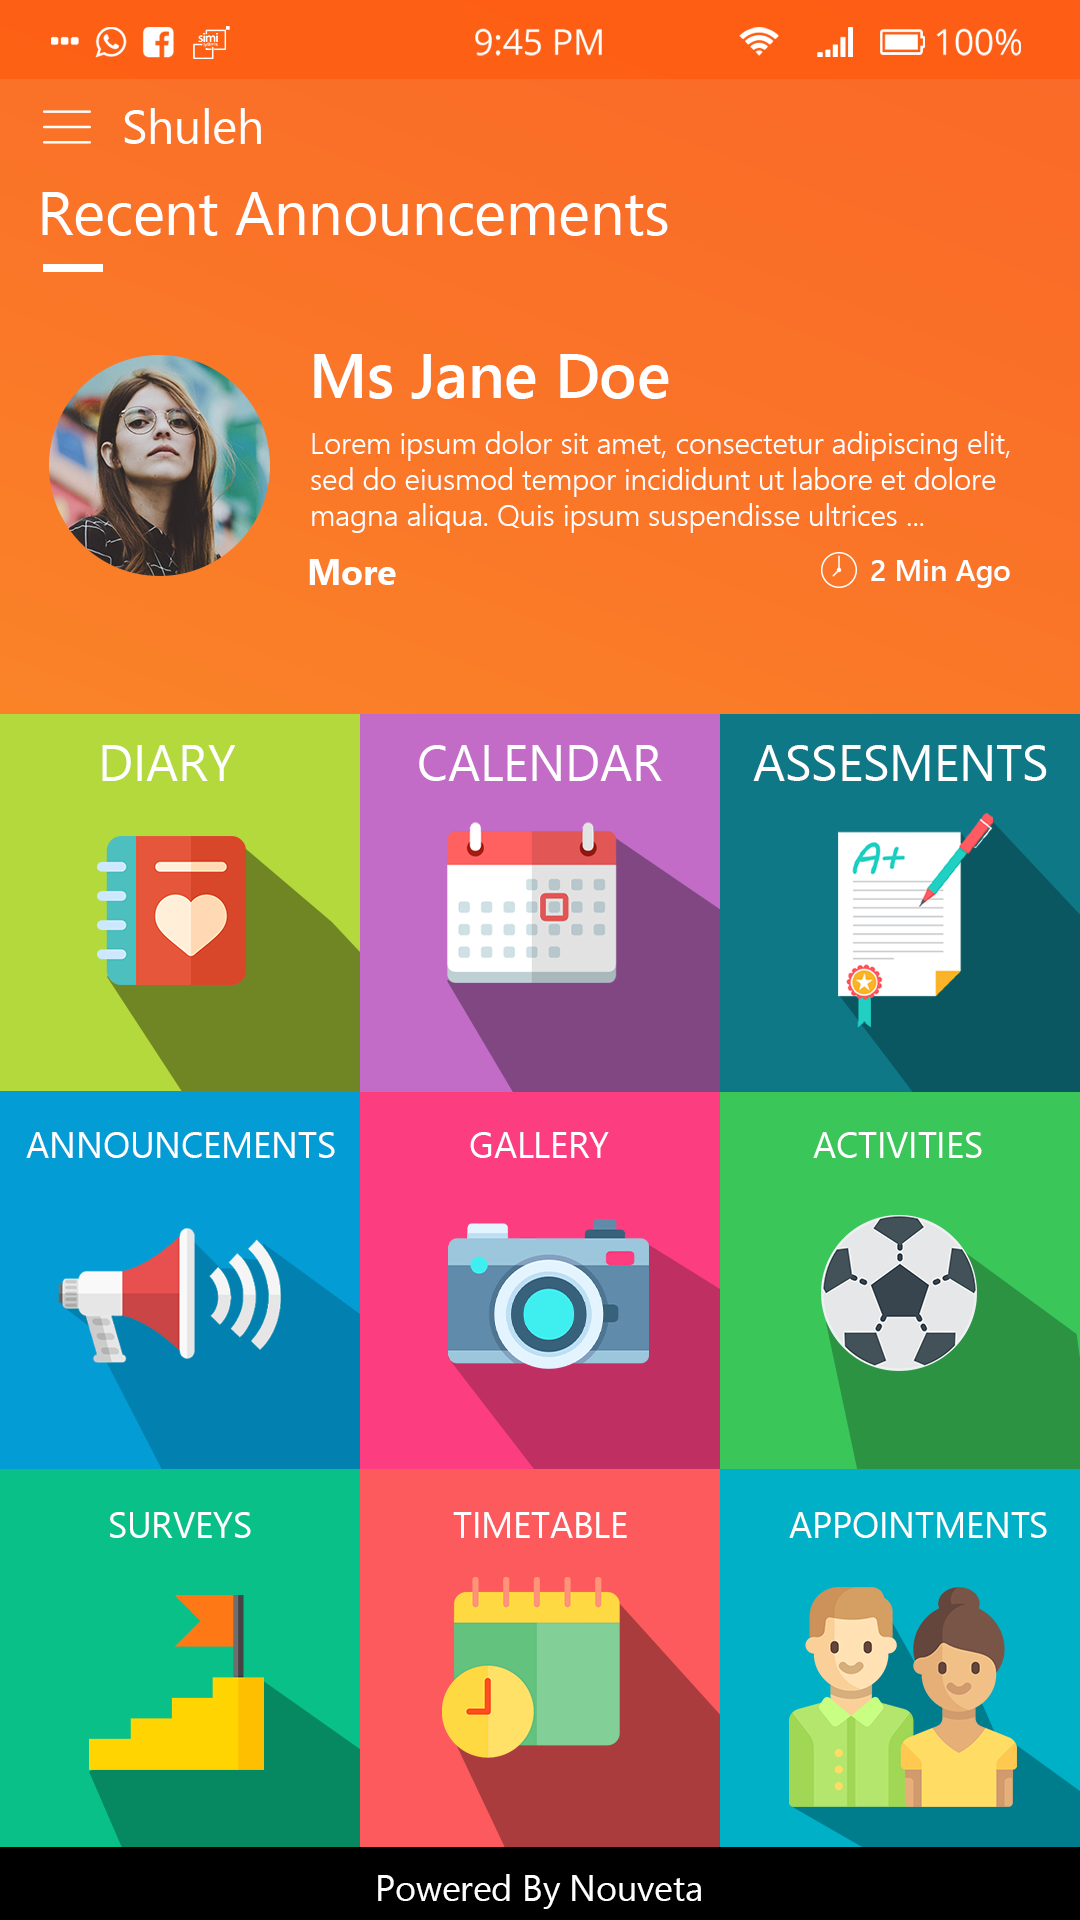 simi
9:45 PM
100%
Shuleh
Recent Announcements
Ms Jane Doe
Lorem ipsum dolor sit amet, consectetur adipiscing elit,
sed do eiusmod tempor incididunt ut labore et dolore
magna aliqua. Quis ipsum suspendisse ultrices ...
More
2 Min Ago
DIARY
CALENDAR
ASSESMENTS
A+
ANNOUNCEMENTS
GALLERY
ACTIVITIES
SURVEYS
TIMETABLE
APPOINTMENTS
Powered By Nouveta